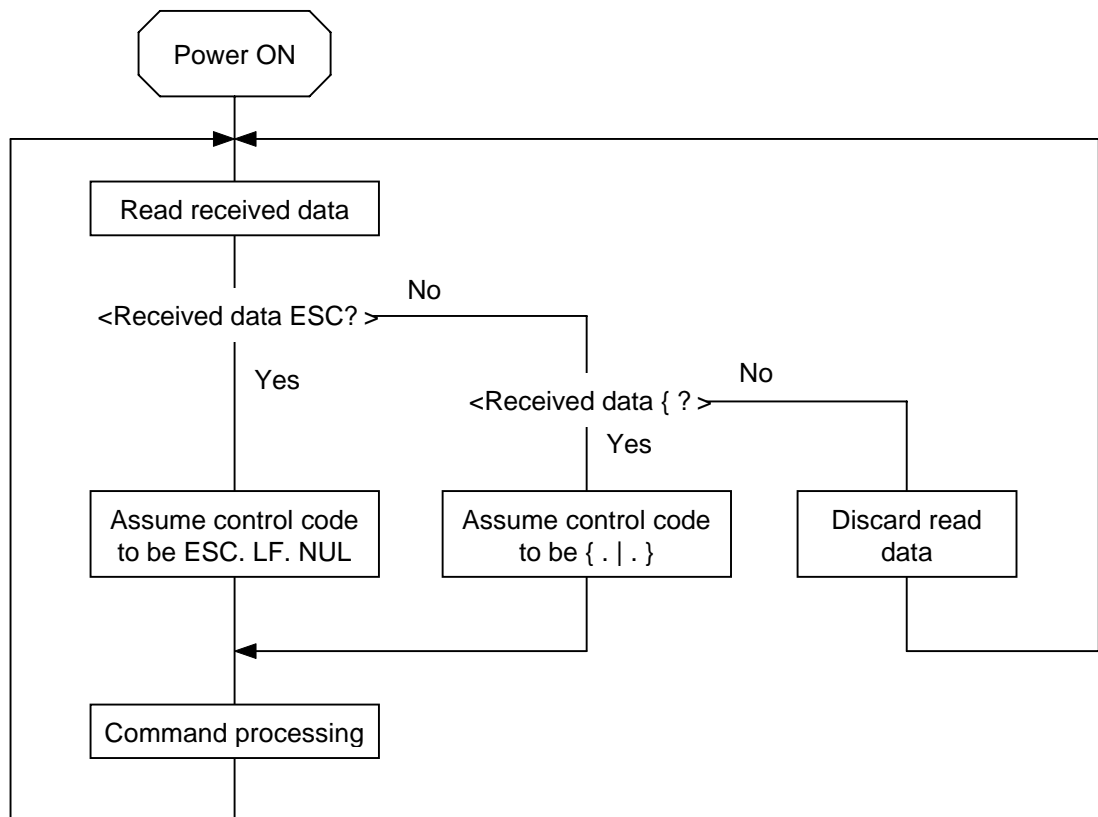 Power ON
Read received data
<Received data ESC? >
No
Yes
<Received data { ? >
No
Yes
Assume control code
to be ESC. LF. NUL
Assume control code
to be { . | . }
Discard read
data
Command processing